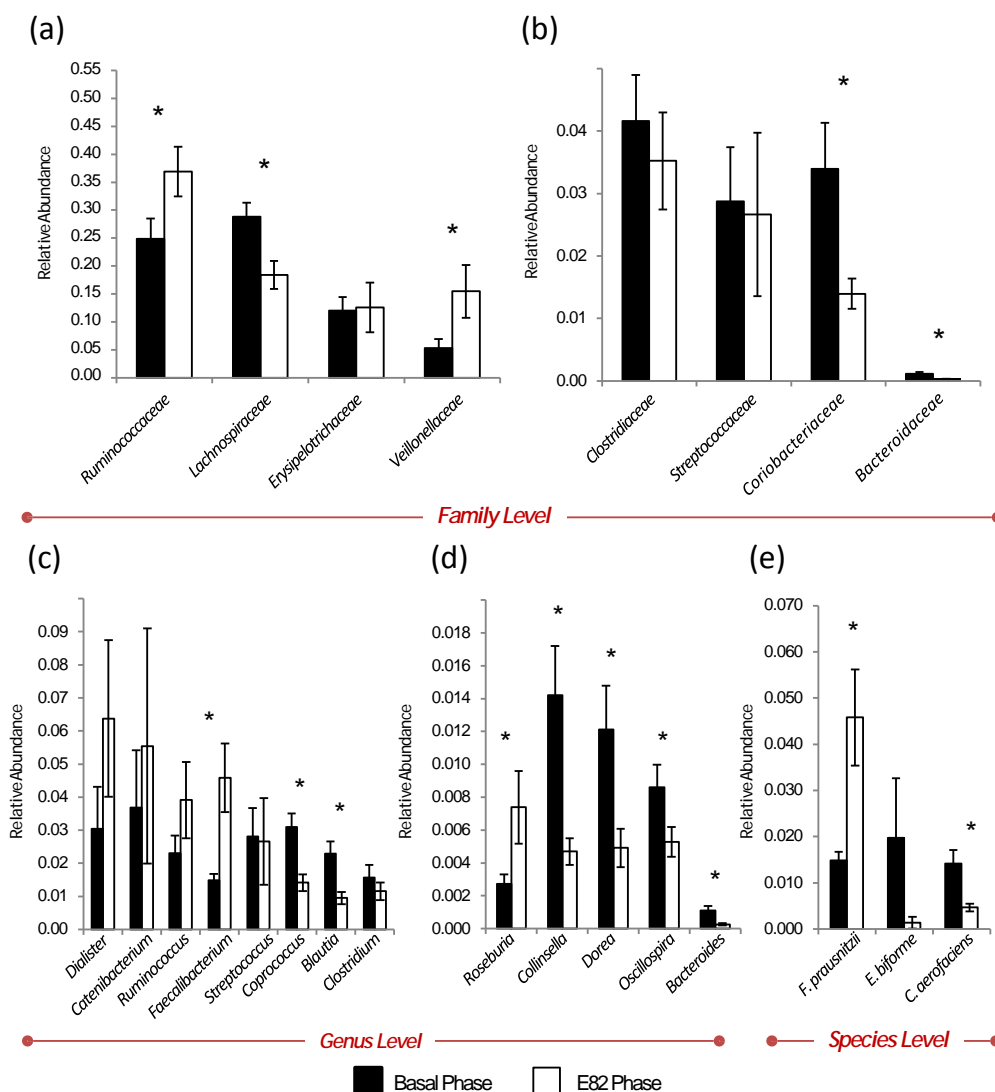 (a)
Relative Abundance
0.55
0.50
0.45
0.40
0.35
0.30
0.25
0.20
0.15
0.10
0.05
0.00
*
*
*
Ruminococcaceae
Lachnospiraceae
Erysipelotrichaceae
Veillonellaceae
(b)
Relative Abundance
0.04
0.03
0.02
0.01
0.00
*
*
Clostridiaceae
Streptococcaceae
Coriobacteriaceae
Bacteroidaceae
Family Level
(c)
Relative Abundance
0.09
0.08
0.07
0.06
0.05
0.04
0.03
0.02
0.01
0.00
*
*
*
Dialister
Catenibacterium
Ruminococcus
Faecalibacterium
Streptococcus
Coprococcus
Blautia
Clostridium
(d)
Relative Abundance
0.018
0.016
0.014
0.012
0.010
0.008
0.006
0.004
0.002
0.000
*
*
*
*
*
Roseburia
Collinsella
Dorea
Oscillospira
Bacteroides
Genus Level
(e)
Relative Abundance
0.070
0.060
0.050
0.040
0.030
0.020
0.010
0.000
*
*
F. prausnitzii
E. biforme
C. aerofaciens
Species Level
Basal Phase
E82 Phase